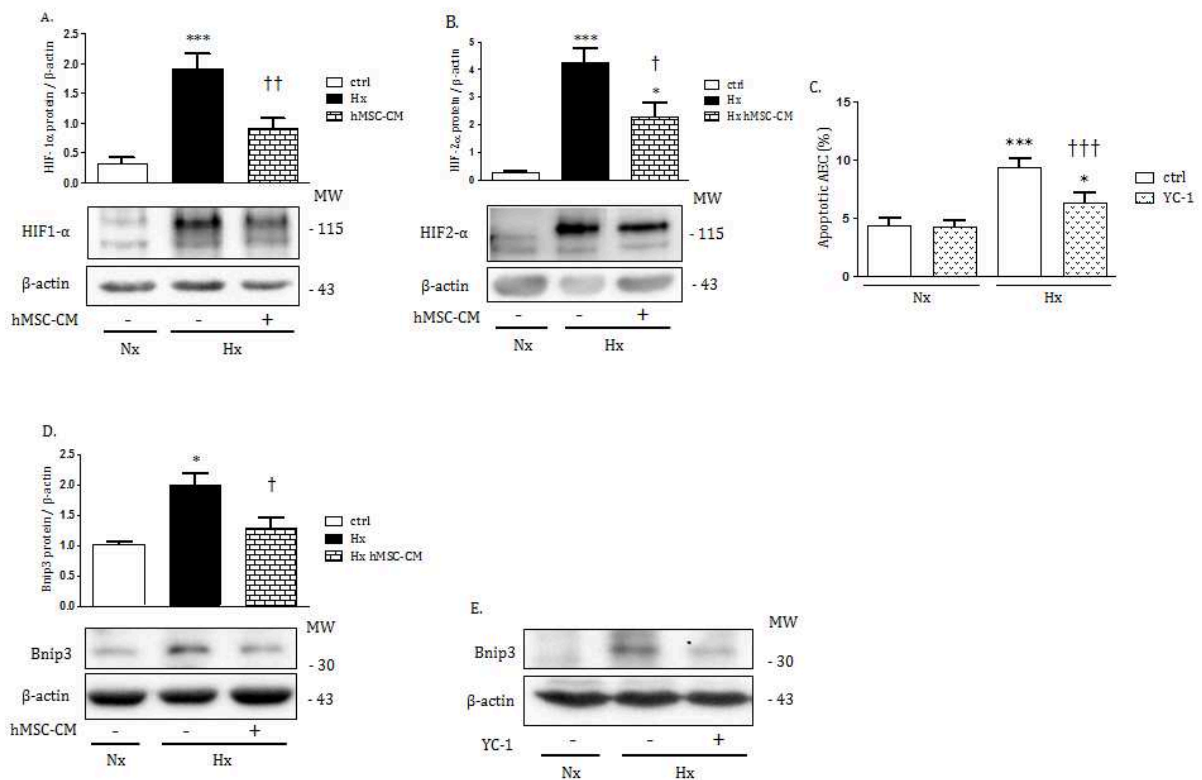 A.
HIF-1α protein / β-actin
2.5
2.0
1.5
1.0
0.5
0.0
***
††
ctrl
Hx
hMSC-CM
MW
HIF1-α
- 115
β-actin
- 43
hMSC-CM - - +
Nx Hx
B.
HIF-2α protein / β-actin
5
4
3
2
1
0
***
†
*
ctrl
Hx
Hx hMSC-CM
MW
HIF2-α
- 115
β-actin
- 43
hMSC-CM - - +
Nx Hx
C.
Apoptotic AEC (%)
15
10
5
0
***
†††
*
ctrl
YC-1
Nx Hx
D.
Bnip3 protein / β-actin
2.5
2.0
1.5
1.0
0.5
0.0
*
†
ctrl
Hx
Hx hMSC-CM
MW
Bnip3
- 30
β-actin
- 43
hMSC-CM - - +
Nx Hx
E.
MW
Bnip3
- 30
β-actin
- 43
YC-1 - - +
Nx Hx